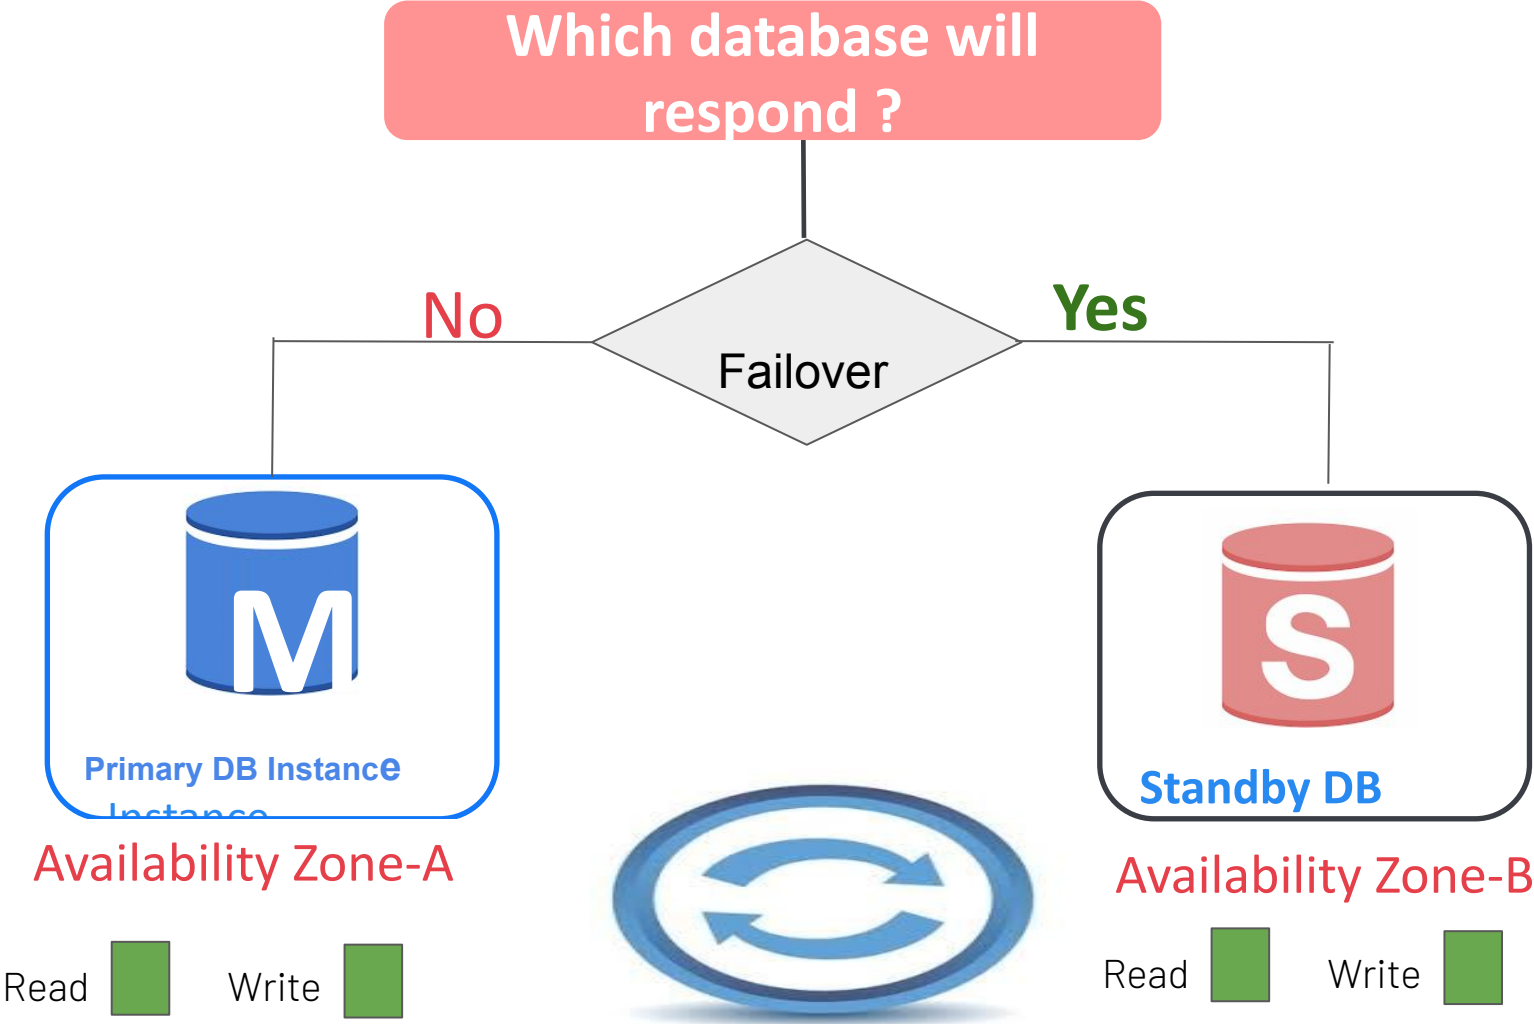 Which database will
respond ?
No
Yes
Failover
M
S
Primary DB Instance
Instance
Standby DB
Availability Zone-A
Availability Zone-B
Read
Write
Read
Write